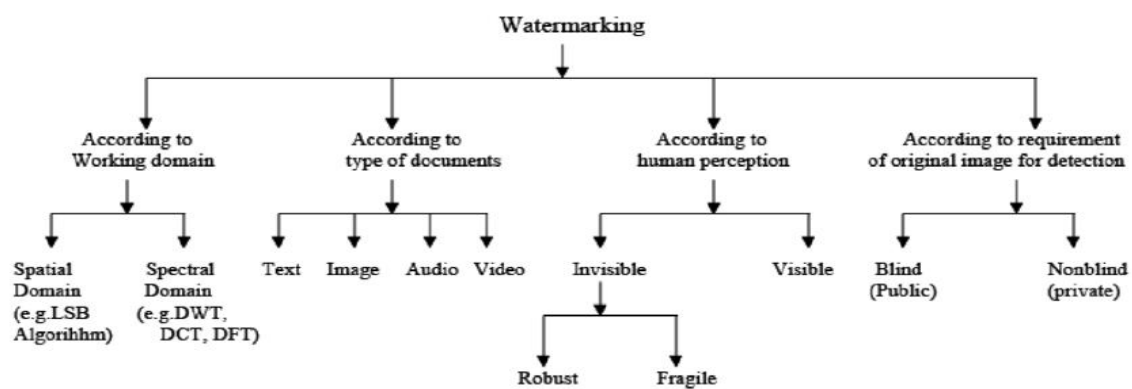 Watermarking
According to
Working domain
According to
type of documents
According to
human perception
According to requirement
of original image for detection
Spatial
Domain
(e.g.LSB
Algorihhm)
Spectral
Domain
(e.g.DWT,
DCT, DFT)
Text
Image
Audio
Video
Invisible
Visible
Blind
(Public)
Nonblind
(private)
Robust
Fragile